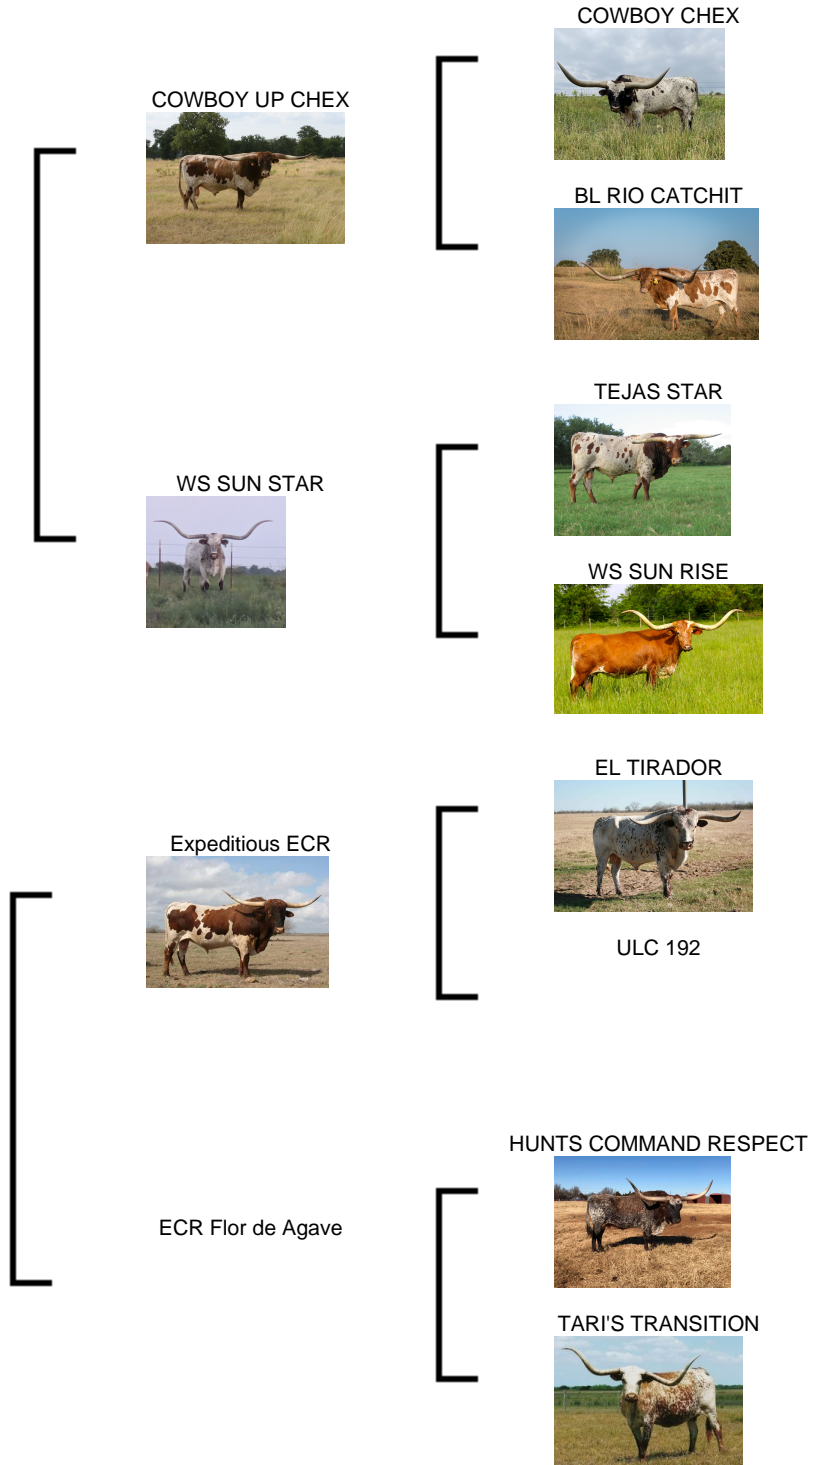 COWBOY CHEX
COWBOY UP CHEX
BL RIO CATCHIT
TEJAS STAR
WS SUN STAR
WS SUN RISE
EL TIRADOR
Expeditious ECR
ULC 192
HUNTS COMMAND RESPECT
ECR Flor de Agave
TARI'S TRANSITION